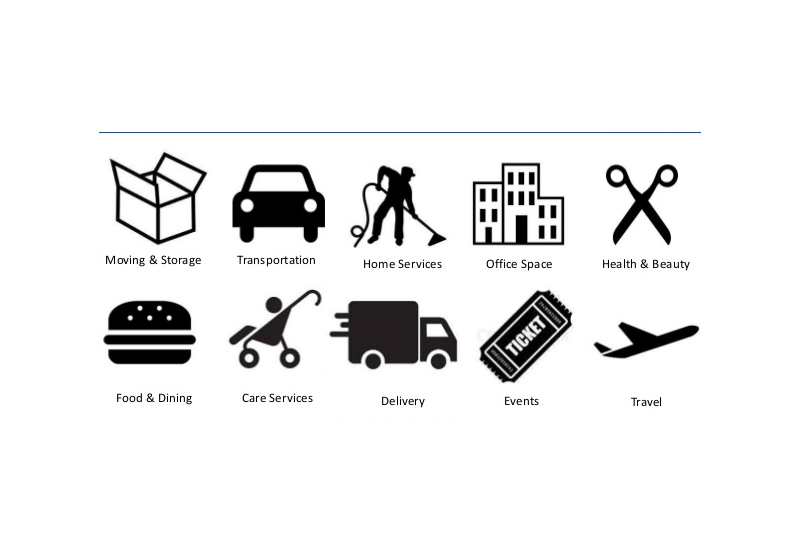 Moving & Storage
Transportation
Home Services
Office Space
Health & Beauty
TICKET
Food & Dining
Care Services
Delivery
Events
Travel